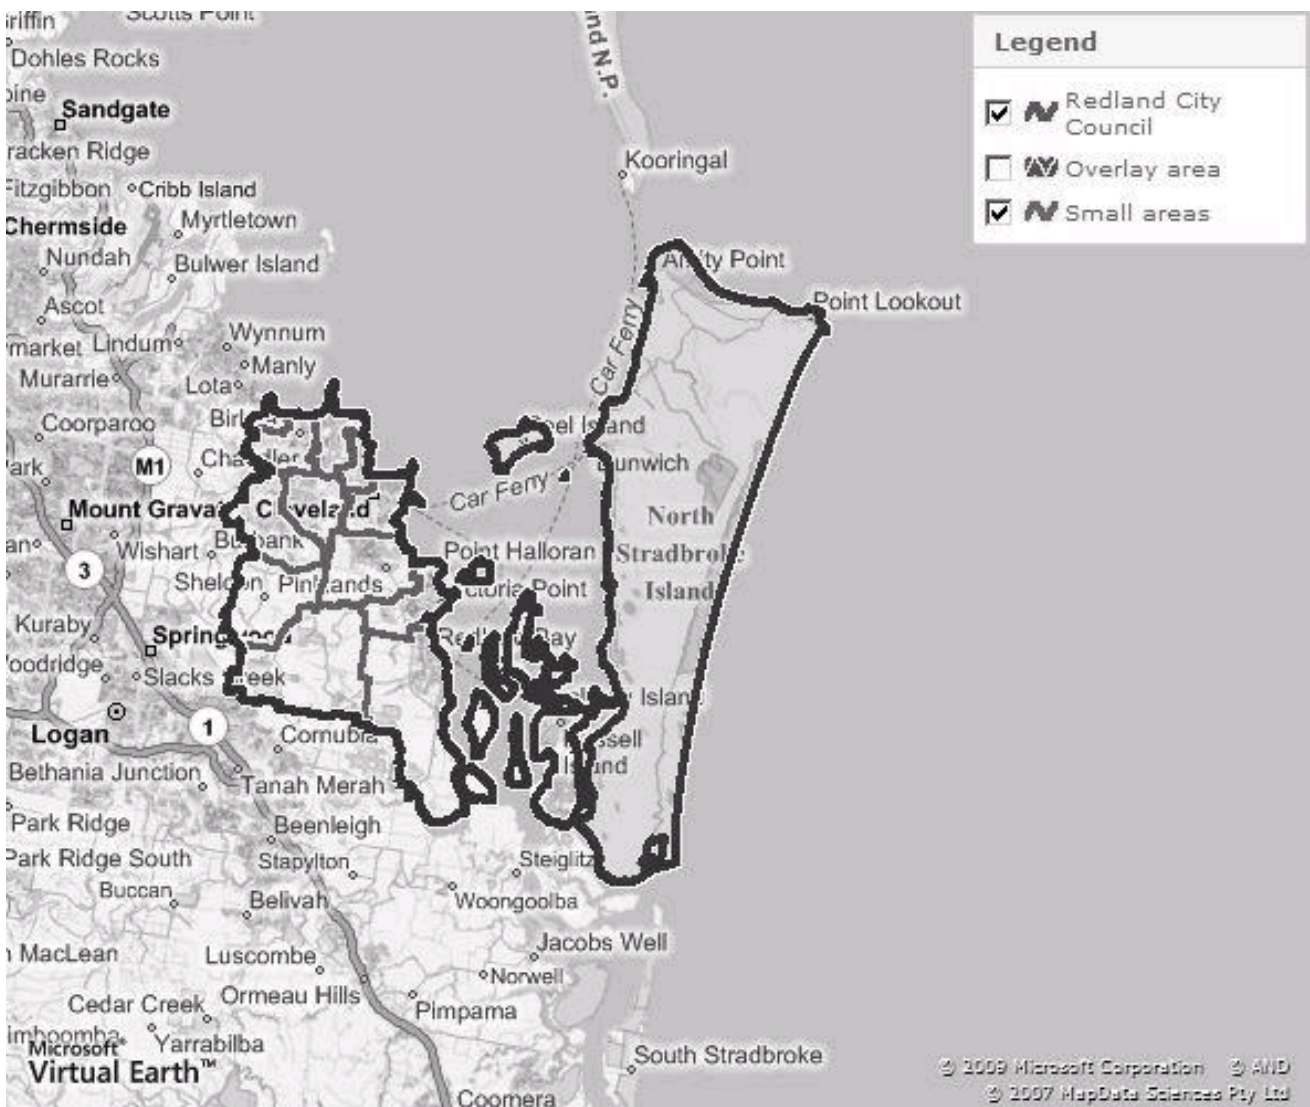 Scotts Point
Dohles Rocks
Sandgate
Cribb Island
Chermside
Myrtletown
Nundah
Bulwer Island
Ascot
Wynnum
Lindum
Manly
Murarrie
Lota
Coorparoo
M1
Mount
Wishart
3
Kuraby
Slacks
1
Logan
Bethania Junction
Tanah Merah
Park Ridge
Beenleigh
Park Ridge South
Stapylton
Steiglitz
Buccan
Belivah
Woongoolba
MacLean
Luscombe
Jacobs Well
Norwell
Cedar Creek
Ormeau Hills
Pimpama
Yarrabilba
South Stradbroke
Coomera
Kooringal
Point Lookout
Point
Car Ferry
Car Ferry
Point Halloran
North
Island
N.P.
Legend
Redland City
Council
Overlay area
Small areas
Microsoft®
Virtual Earth™
© 2009 Microsoft Corporation © AND
© 2007 MapData Sciences Pty Ltd